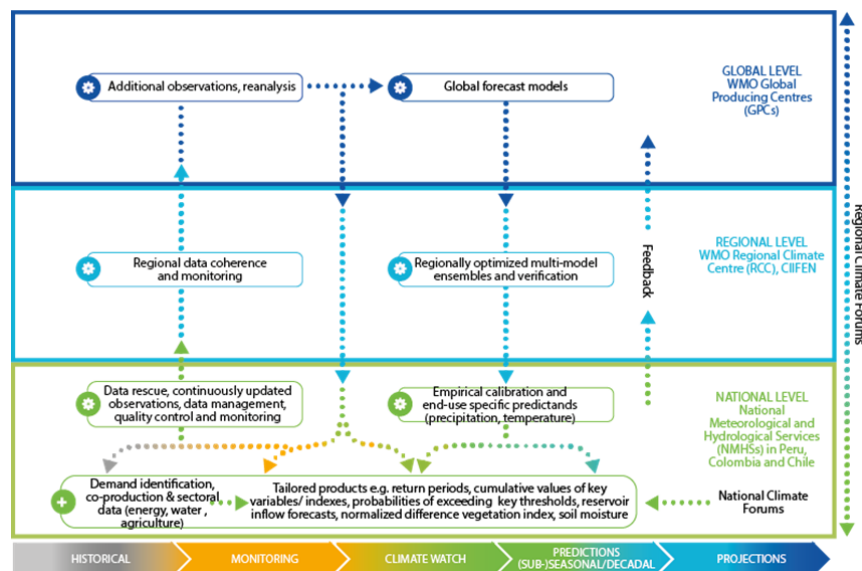 Additional observations, reanalysis
Global forecast models
GLOBAL LEVEL
WMO Global
Producing Centres
(GPCs)
Regional data coherence
and monitoring
Regionally optimized multi-model
ensembles and verification
Feedback
REGIONAL LEVEL
WMO Regional Climate
Centre (RCC), CIIFEN
Regional Climate Forums
Data rescue, continuously updated
observations, data management,
quality control and monitoring
Empirical calibration and
end-use specific predictands
(precipitation, temperature)
NATIONAL LEVEL
National
Meteorological and
Hydrological Services
(NMHSs) in Peru,
Colombia and Chile
Demand identification,
co-production & sectoral
data (energy, water ,
agriculture)
Tailored products e.g. return periods, cumulative values of key
variables/ indexes, probabilities of exceeding key thresholds, reservoir
inflow forecasts, normalized difference vegetation index, soil moisture
National Climate
Forums
HISTORICAL
MONITORING
CLIMATE WATCH
PREDICTIONS
(SUB-)SEASONAL/DECADAL
PROJECTIONS